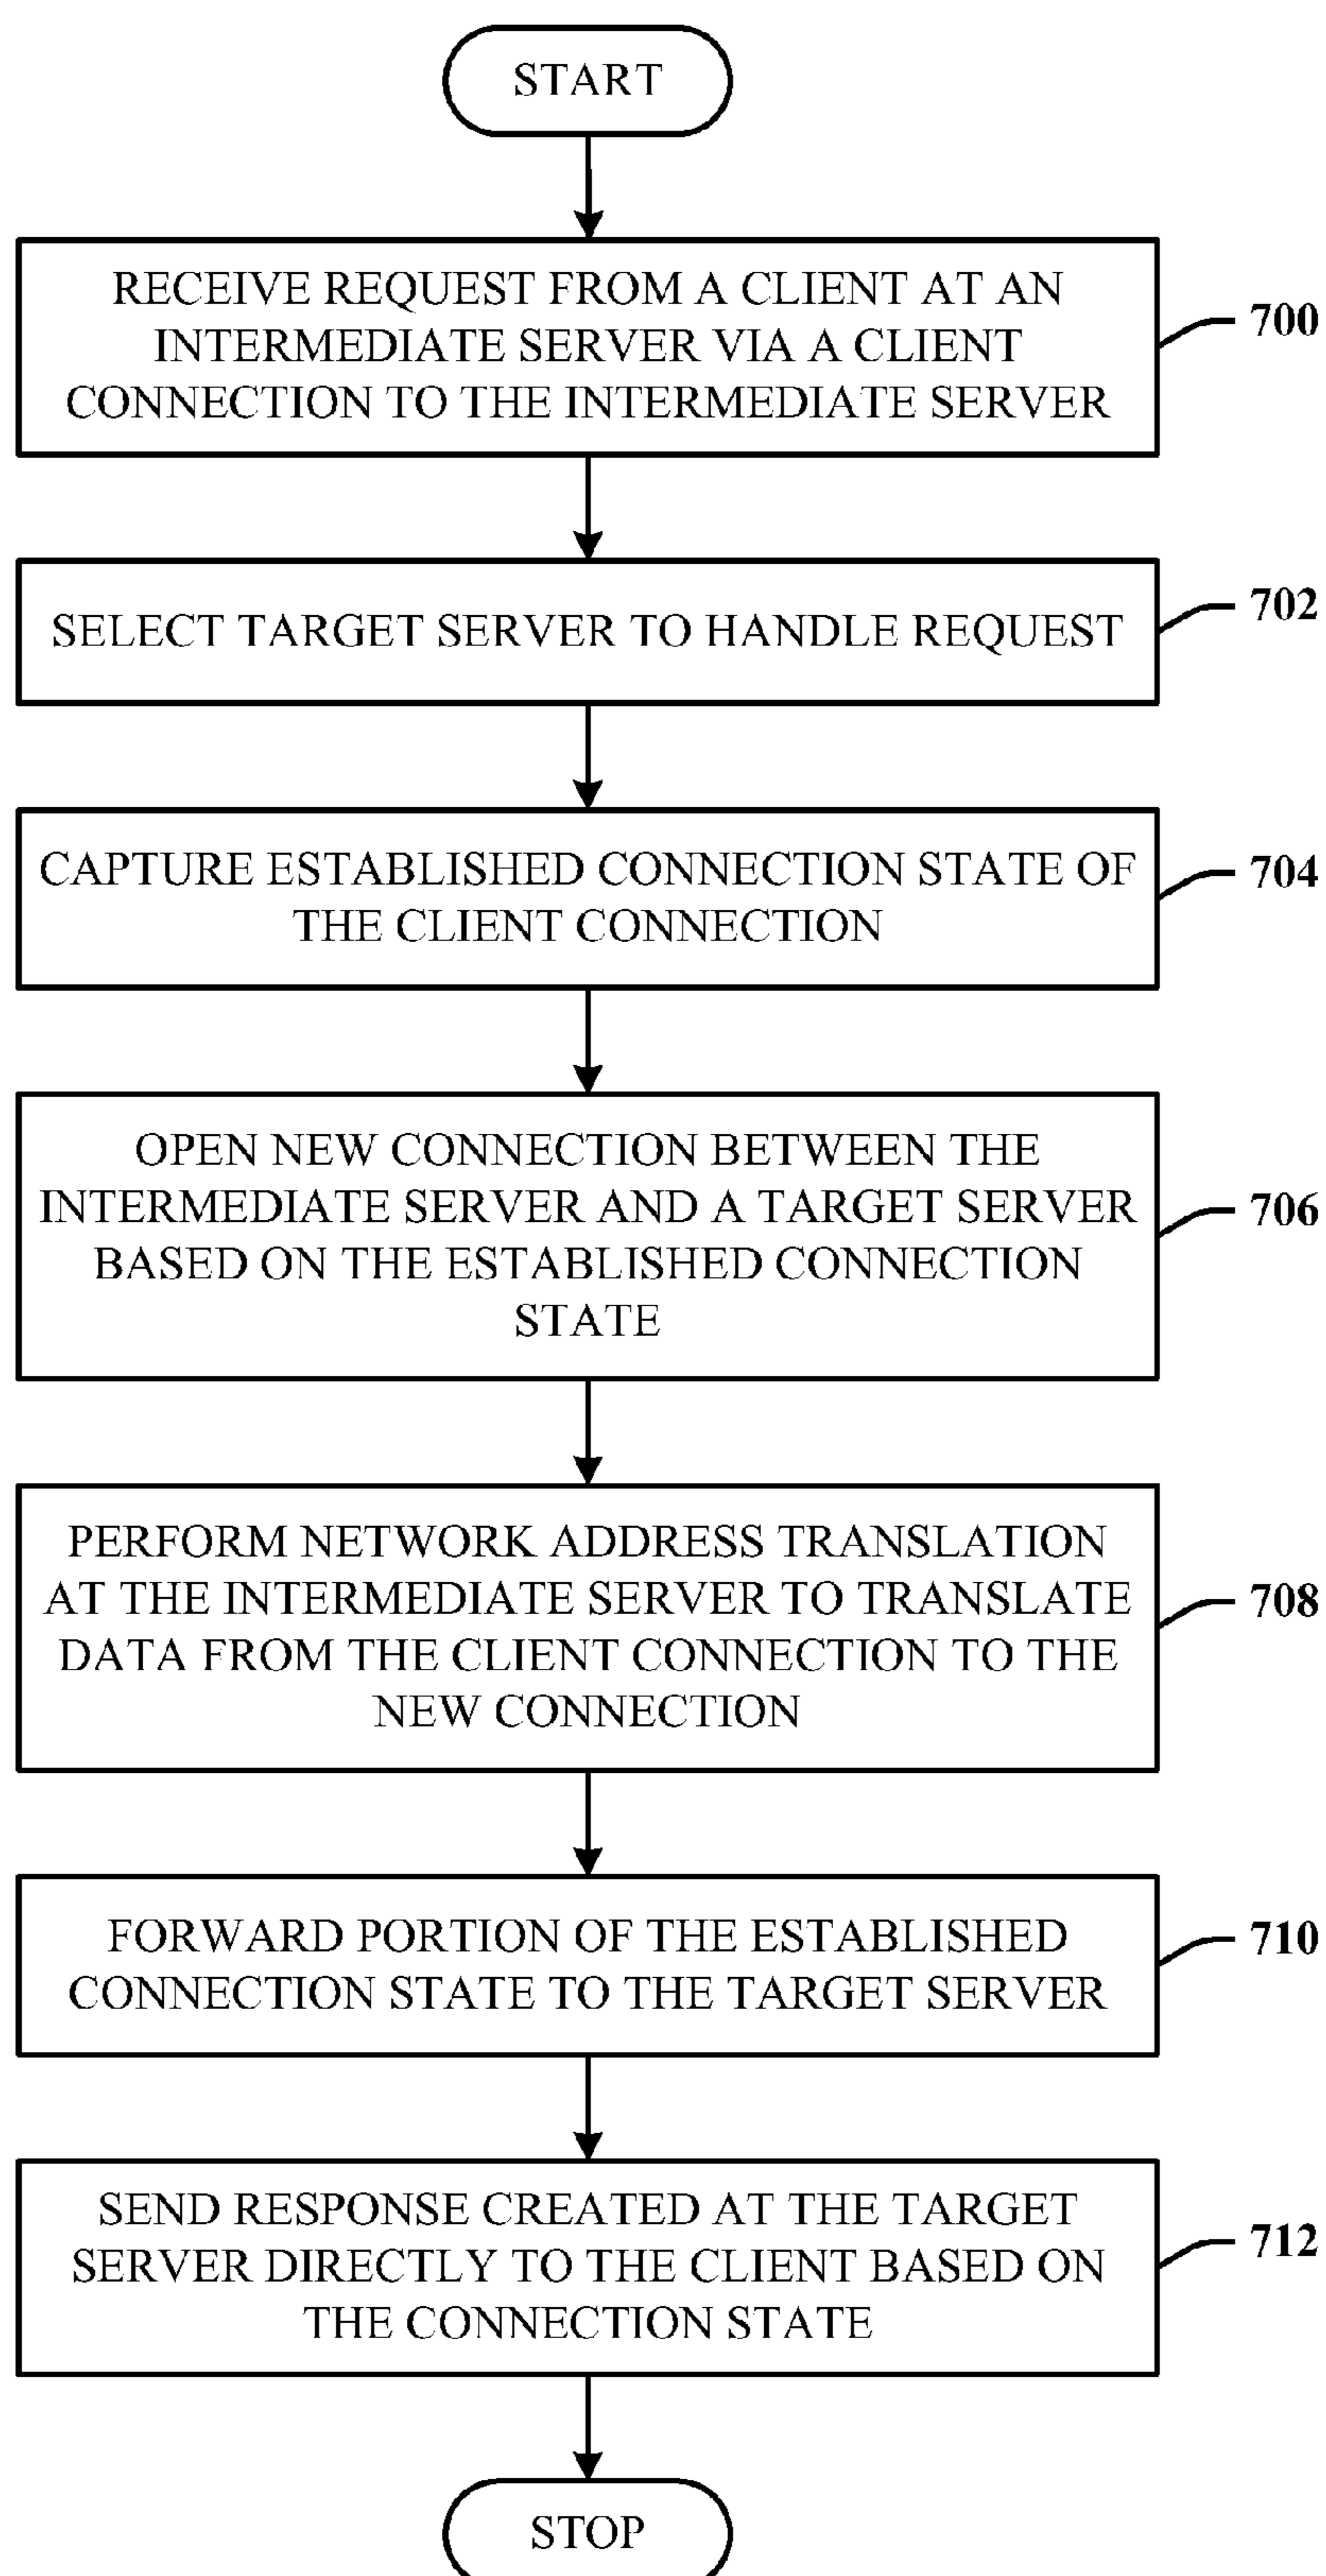 START
RECEIVE REQUEST FROM A CLIENT AT AN
INTERMEDIATE SERVER VIA A CLIENT
CONNECTION TO THE INTERMEDIATE SERVER
700
SELECT TARGET SERVER TO HANDLE REQUEST
702
CAPTURE ESTABLISHED CONNECTION STATE OF
THE CLIENT CONNECTION
704
OPEN NEW CONNECTION BETWEEN THE
INTERMEDIATE SERVER AND A TARGET SERVER
BASED ON THE ESTABLISHED CONNECTION
STATE
706
PERFORM NETWORK ADDRESS TRANSLATION
AT THE INTERMEDIATE SERVER TO TRANSLATE
DATA FROM THE CLIENT CONNECTION TO THE
NEW CONNECTION
708
FORWARD PORTION OF THE ESTABLISHED
CONNECTION STATE TO THE TARGET SERVER
710
SEND RESPONSE CREATED AT THE TARGET
SERVER DIRECTLY TO THE CLIENT BASED ON
THE CONNECTION STATE
712
STOP